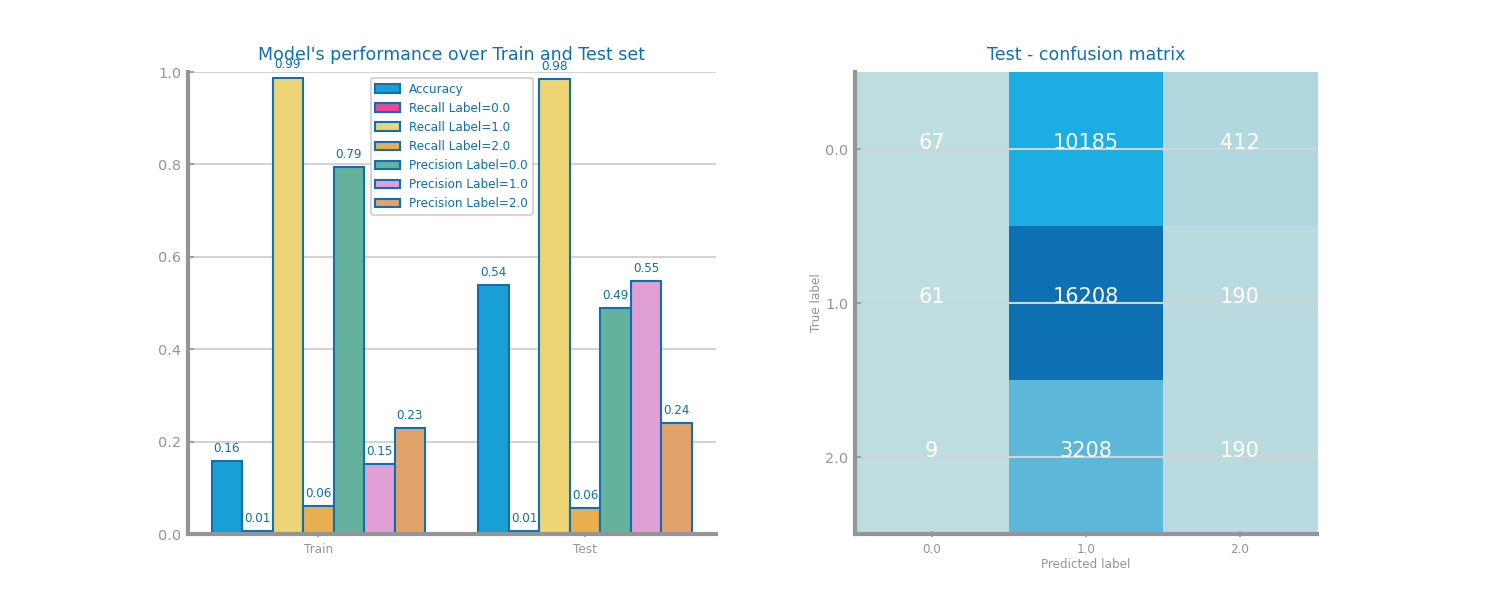 Model's performance over Train and Test set
1.0
0.8
0.6
0.4
0.2
0.0
0.99
0.98
Accuracy
Recall Label=0.0
Recall Label=1.0
Recall Label=2.0
Precision Label=0.0
Precision Label=1.0
Precision Label=2.0
0.79
0.54
0.55
0.49
0.16
0.01
0.06
0.15
0.23
0.01
0.06
0.24
Train
Test
Test - confusion matrix
True label
0.0
67
10185
412
1.0
61
16208
190
2.0
9
3208
190
0.0
1.0
2.0
Predicted label